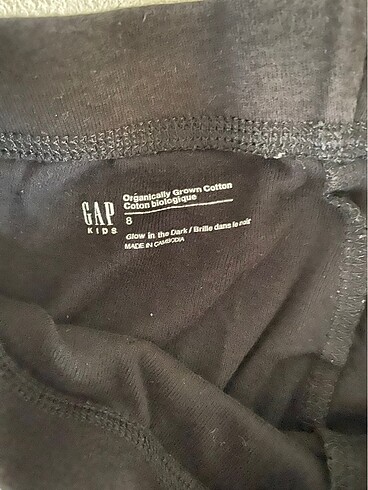 GAP
KIDS
Organically Grown Cotton
Coton biologique
8
Glow in the Dark / Brille dans le noir
MADE IN CAMBODIA